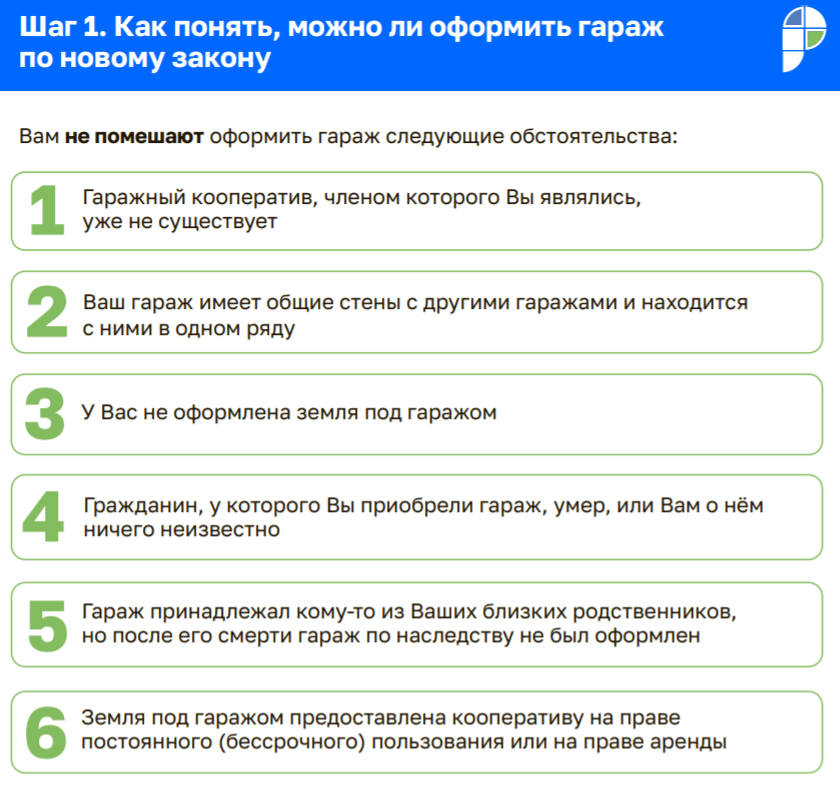 Шаг 1. Как понять, можно ли оформить гараж
по новому закону
Вам не помешают оформить гараж следующие обстоятельства:
1
Гаражный кооператив, членом которого Вы являлись,
уже не существует
2
Ваш гараж имеет общие стены с другими гаражами и находится
с ними в одном ряду
3
У Вас не оформлена земля под гаражом
4
Гражданин, у которого Вы приобрели гараж, умер, или Вам о нём
ничего неизвестно
5
Гараж принадлежал кому-то из Ваших близких родственников,
но после его смерти гараж по наследству не был оформлен
6
Земля под гаражом предоставлена кооперативу на праве
постоянного (бессрочного) пользования или на праве аренды